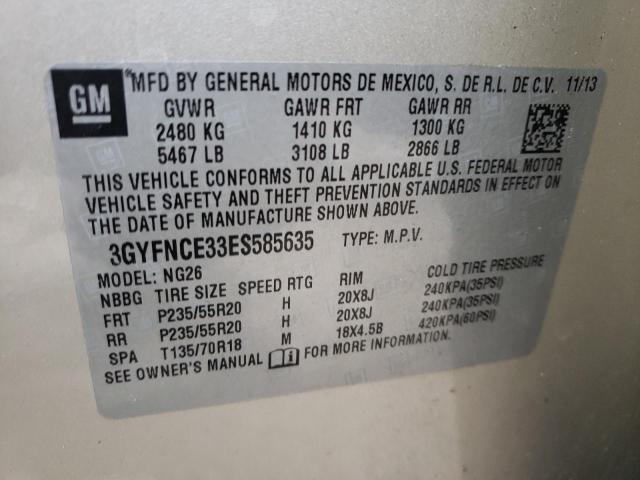 GM
MFD BY GENERAL MOTORS DE MEXICO, S. DE R.L. DE C.V. 11/13
GVWR GAWR FRT GAWR RR
2480 KG 1410 KG 1300 KG
5467 LB 3108 LB 2866 LB
THIS VEHICLE CONFORMS TO ALL APPLICABLE U.S. FEDERAL MOTOR
VEHICLE SAFETY AND THEFT PREVENTION STANDARDS IN EFFECT ON
THE DATE OF MANUFACTURE SHOWN ABOVE.
3GYFNCE33ES585635 TYPE: M.P.V.
MODEL: NG26
NBBG TIRE SIZE SPEED RTG RIM COLD TIRE PRESSURE
FRT P235/55R20 H 20X8J 240KPA(35PSI)
RR P235/55R20 H 20X8J 240KPA(35PSI)
SPA T135/70R18 M 18X4.5B 420KPA(60PSI)
SEE OWNER'S MANUAL FOR MORE INFORMATION.